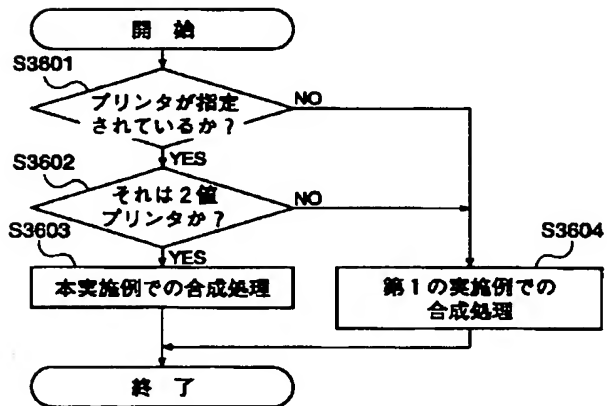 開 始
S3601
プリンタが指定
されているか?
NO
YES
S3602
それは2値
プリンタか?
NO
YES
S3603
本実施例での合成処理
S3604
第1の実施例での
合成処理
終 了